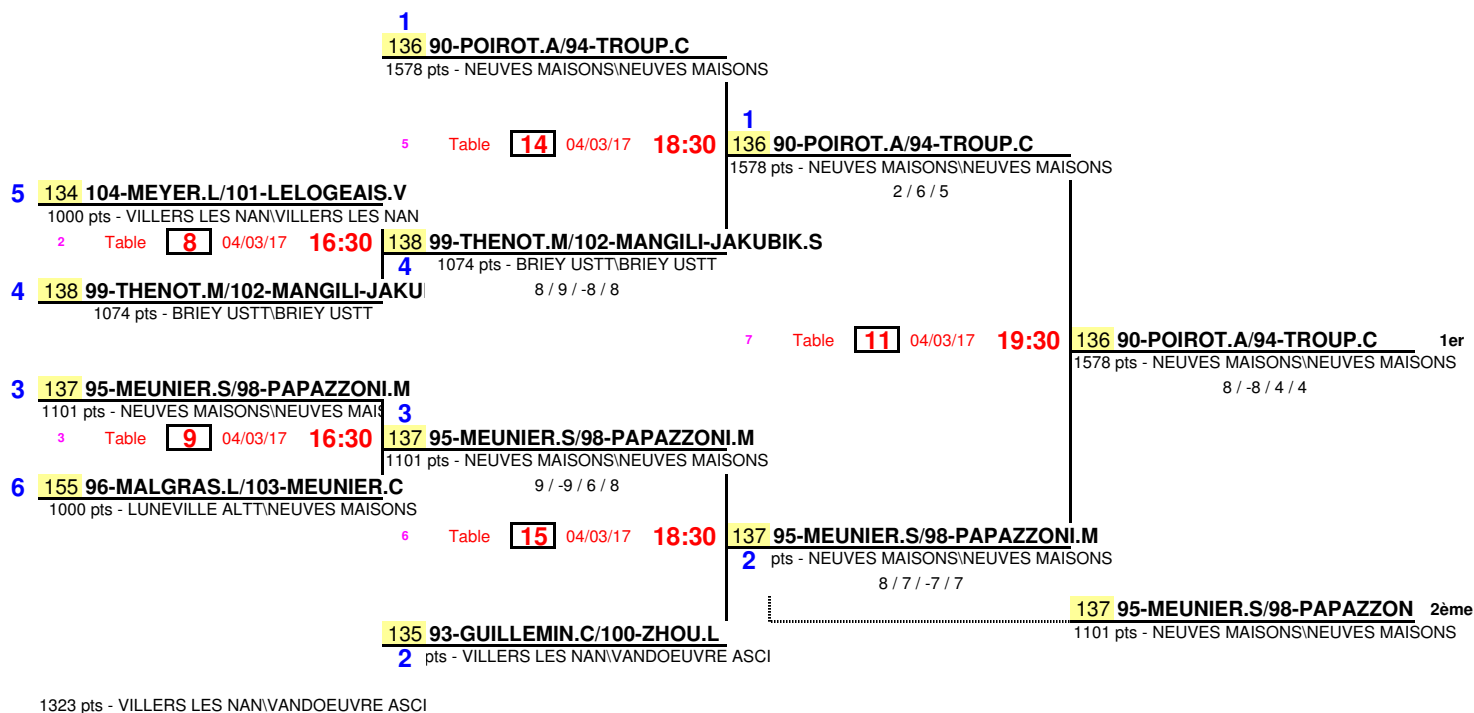 1
136 90-POIROT.A/94-TROUP.C
1578 pts - NEUVES MAISONS\NEUVES MAISONS
1
5 Table 14 04/03/17 18:30 136 90-POIROT.A/94-TROUP.C
1578 pts - NEUVES MAISONS\NEUVES MAISONS
5 134 104-MEYER.L/101-LELOGEAIS.V
2 / 6 / 5
1000 pts - VILLERS LES NAN\VILLERS LES NAN
2 Table 8 04/03/17 16:30 138 99-THENOT.M/102-MANGILI-JAKUBIK.S
4 1074 pts - BRIEY USTT\BRIEY USTT
4 138 99-THENOT.M/102-MANGILI-JAKU
8 / 9 / -8 / 8
1074 pts - BRIEY USTT\BRIEY USTT
7 Table 11 04/03/17 19:30 136 90-POIROT.A/94-TROUP.C 1er
1578 pts - NEUVES MAISONS\NEUVES MAISONS
3 137 95-MEUNIER.S/98-PAPAZZONI.M
8 / -8 / 4 / 4
1101 pts - NEUVES MAISONS\NEUVES MAIS
3
3 Table 9 04/03/17 16:30 137 95-MEUNIER.S/98-PAPAZZONI.M
1101 pts - NEUVES MAISONS\NEUVES MAISONS
6 155 96-MALGRAS.L/103-MEUNIER.C
9 / -9 / 6 / 8
1000 pts - LUNEVILLE ALTT\NEUVES MAISONS
6 Table 15 04/03/17 18:30 137 95-MEUNIER.S/98-PAPAZZONI.M
2 pts - NEUVES MAISONS\NEUVES MAISONS
8 / 7 / -7 / 7
137 95-MEUNIER.S/98-PAPAZZON 2ème
1101 pts - NEUVES MAISONS\NEUVES MAISONS
135 93-GUILLEMIN.C/100-ZHOU.L
2 pts - VILLERS LES NAN\VANDOEUVRE ASCI
1323 pts - VILLERS LES NAN\VANDOEUVRE ASCI